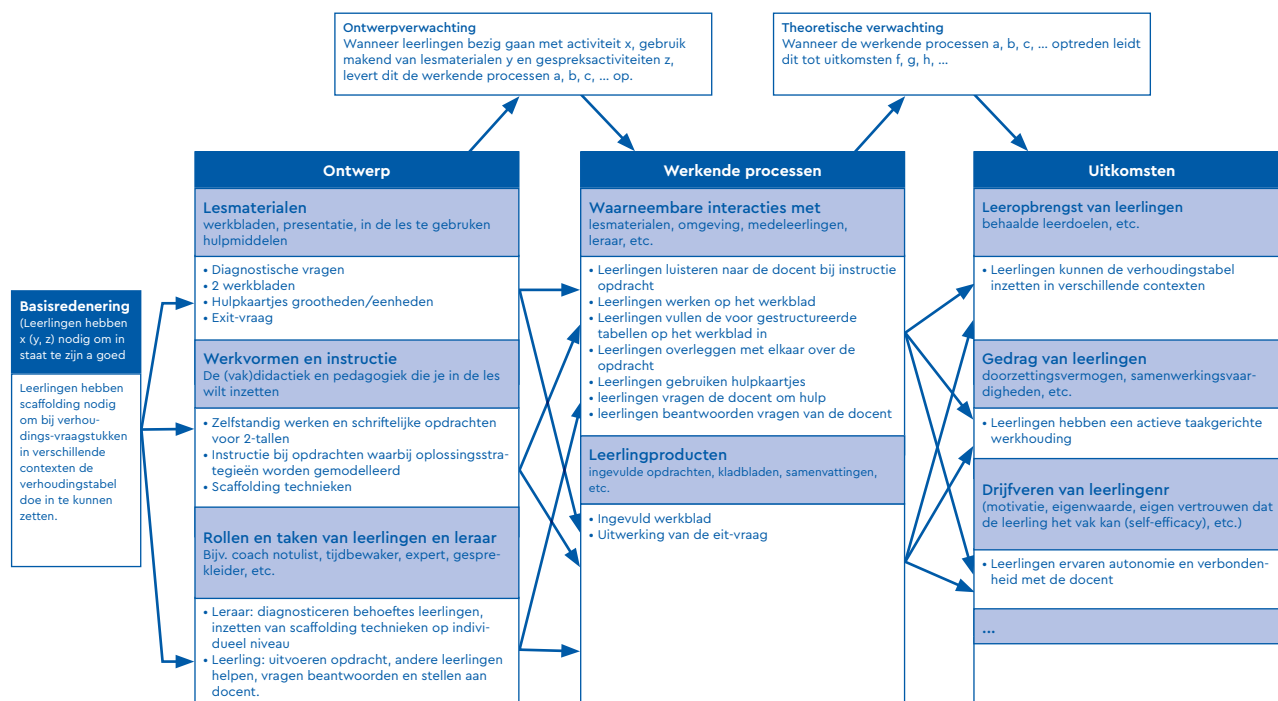 Ontwerpverwachting
Wanneer leerlingen bezig gaan met activiteit x, gebruik
makend van lesmaterialen y en gespreksactiviteiten z,
levert dit de werkende processen a, b, c, ... op.
Theoretische verwachting
Wanneer de werkende processen a, b, c, ... optreden leidt
dit tot uitkomsten f, g, h, ...
Basisredenering
(Leerlingen hebben
x (y, z) nodig om in
staat te zijn a goed
Leerlingen hebben
scaffolding nodig
om bij verhou-
dings-vraagstukken
in verschillende
contexten de
verhoudingstabel
doe in te kunnen
zetten.
Ontwerp
Lesmaterialen
werkbladen, presentatie, in de les te gebruken
hulpmiddelen
• Diagnostische vragen
• 2 werkbladen
• Hulpkaartjes grootheden/eenheden
• Exit-vraag
Werkvormen en instructie
De (vak)didactiek en pedagogiek die je in de les
wilt inzetten
• Zelfstandig werken en schriftelijke opdrachten
voor 2-tallen
• Instructie bij opdrachten waarbij oplossingsstra-
tegieën worden gemodelleerd
• Scaffolding technieken
Rollen en taken van leerlingen en leraar
Bijv. coach notulist, tijdbewaker, expert, gespre-
kleider, etc.
• Leraar: diagnosticeren behoeftes leerlingen,
inzetten van scaffolding technieken op indivi-
dueel niveau
• Leerling: uitvoeren opdracht, andere leerlingen
helpen, vragen beantwoorden en stellen aan
docent.
Werkende processen
Waarneembare interacties met
lesmaterialen, omgeving, medeleerlingen,
leraar, etc.
• Leerlingen luisteren naar de docent bij instructie
opdracht
• Leerlingen werken op het werkblad
• Leerlingen vullen de voor gestructureerde
tabellen op het werkblad in
• Leerlingen overleggen met elkaar over de
opdracht
• Leerlingen gebruiken hulpkaartjes
• leerlingen vragen de docent om hulp
• leerlingen beantwoorden vragen van de docent
Leerlingproducten
ingevulde opdrachten, kladbladen, samenvattingen,
etc.
• Ingevuld werkblad
• Uitwerking van de eit-vraag
Uitkomsten
Leeropbrengst van leerlingen
behaalde leerdoelen, etc.
• Leerlingen kunnen de verhoudingstabel
inzetten in verschillende contexten
Gedrag van leerlingen
doorzettingsvermogen, samenwerkingsvaar-
digheden, etc.
• Leerlingen hebben een actieve taakgerichte
werkhouding
Drijfveren van leerlingenr
(motivatie, eigenwaarde, eigen vertrouwen dat
de leerling het vak kan (self-efficacy), etc.)
• Leerlingen ervaren autonomie en verbonden-
heid met de docent
...